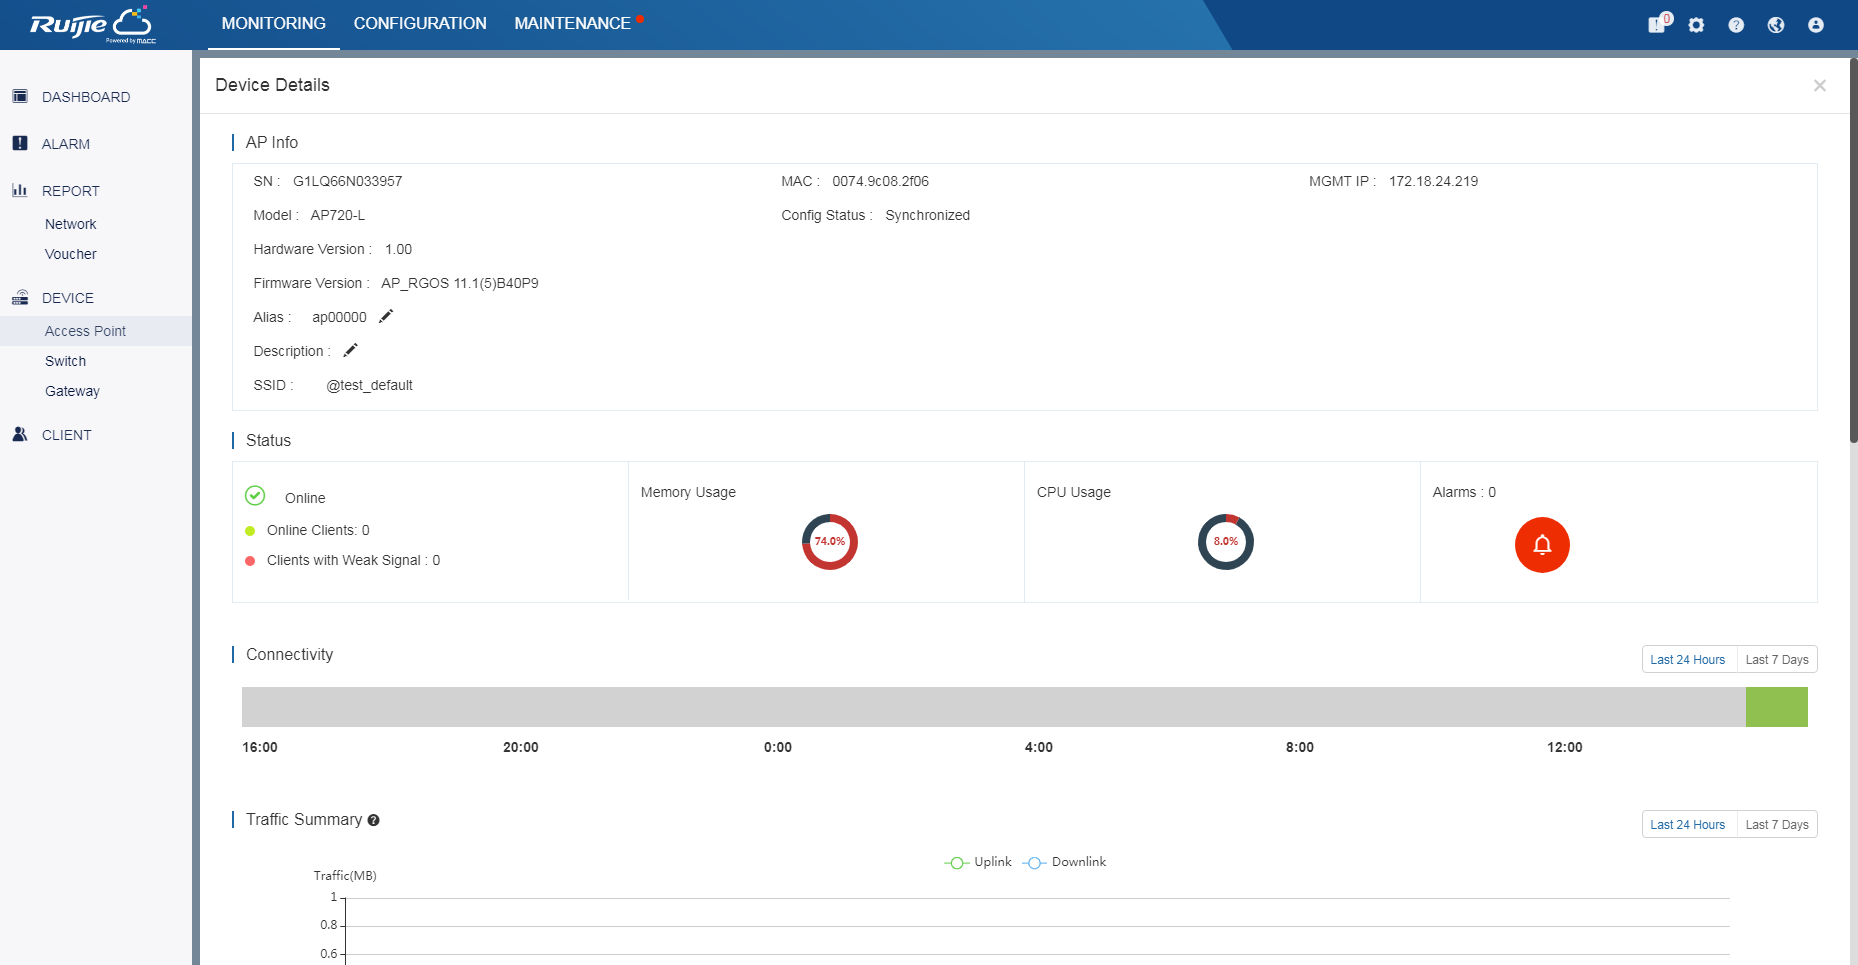 Ruijie
Powered by MACC
MONITORING
CONFIGURATION
MAINTENANCE
0
DASHBOARD
ALARM
REPORT
Network
Voucher
DEVICE
Access Point
Switch
Gateway
CLIENT
Device Details
AP Info
SN : G1LQ66N033957
MAC : 0074.9c08.2f06
MGMT IP : 172.18.24.219
Model : AP720-L
Config Status : Synchronized
Hardware Version : 1.00
Firmware Version : AP_RGOS 11.1(5)B40P9
Alias : ap00000
Description :
SSID : @test_default
Status
Online
Online Clients: 0
Clients with Weak Signal : 0
Memory Usage
74.0%
CPU Usage
8.0%
Alarms : 0
Connectivity
Last 24 Hours
Last 7 Days
16:00 20:00 0:00 4:00 8:00 12:00
Traffic Summary
Last 24 Hours
Last 7 Days
Uplink Downlink
Traffic(MB)
1
0.8
0.6